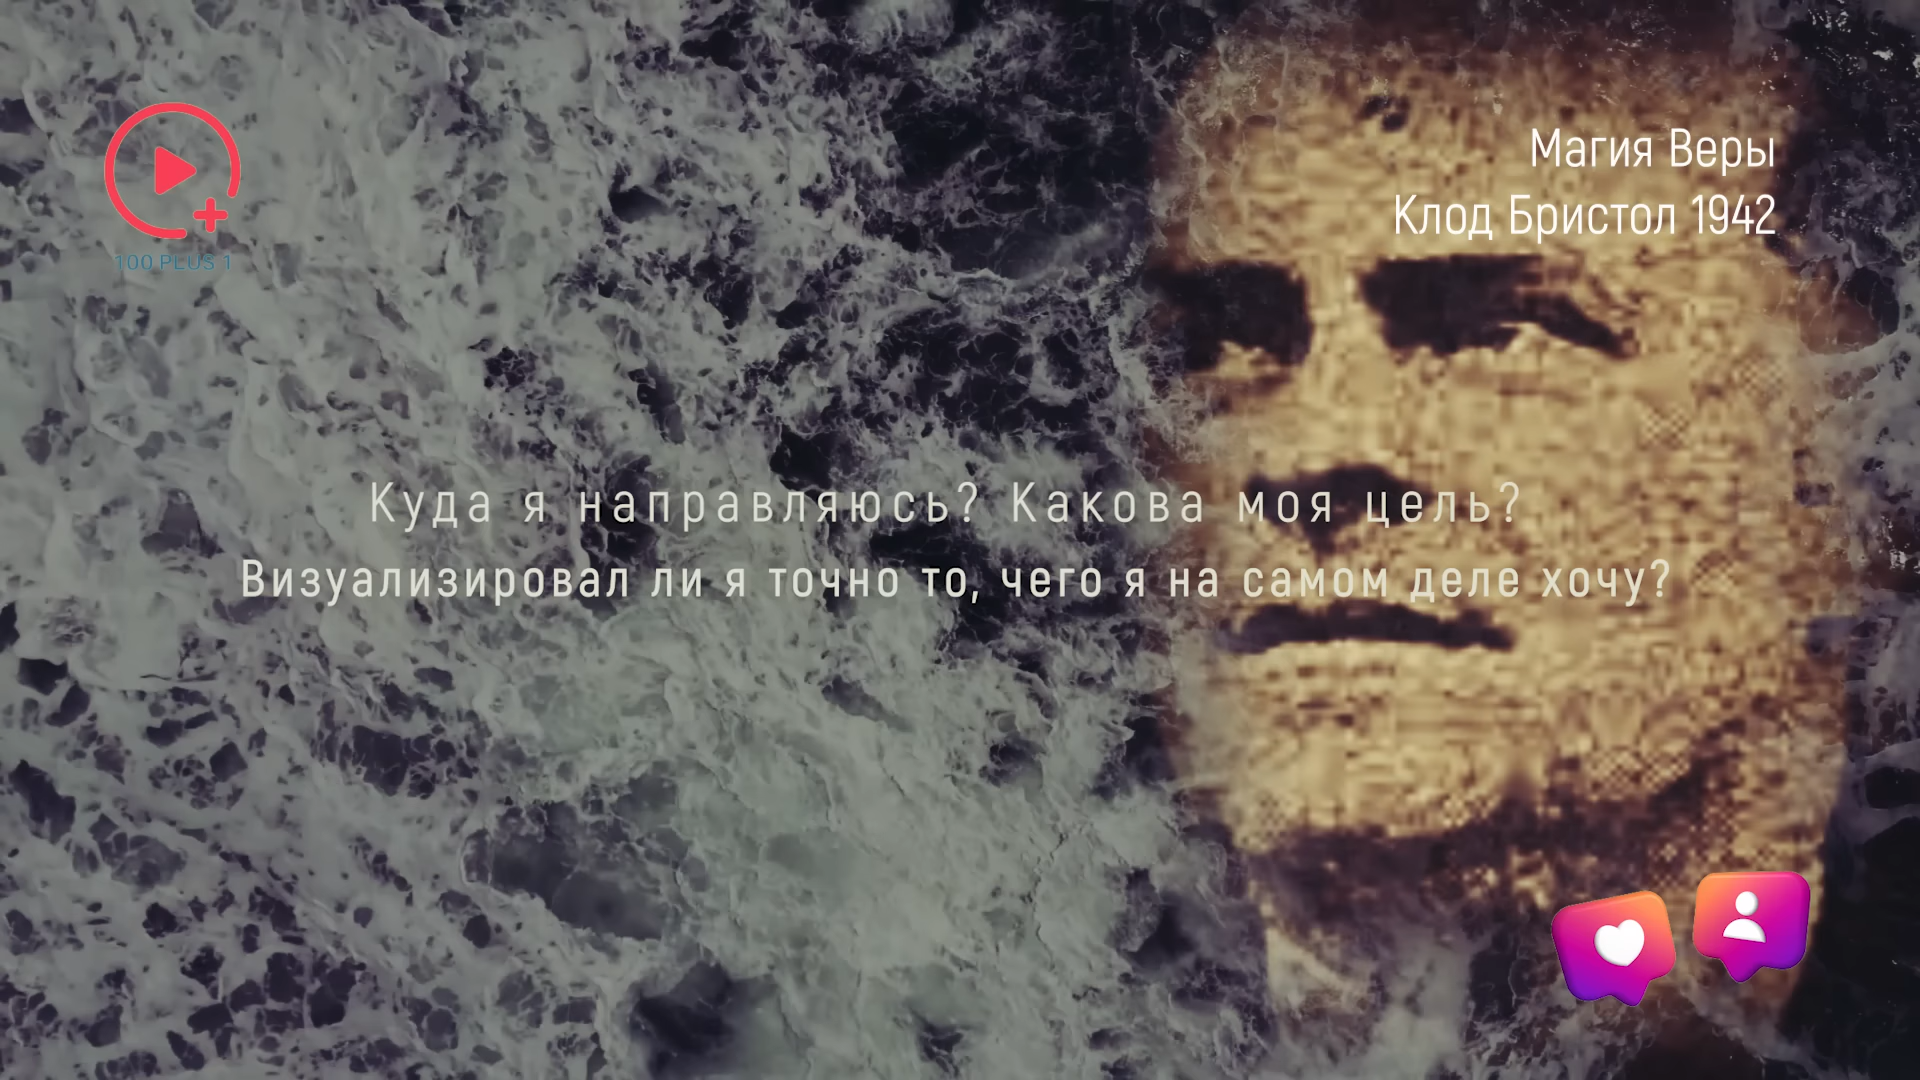 100 PLUS 1
Магия Веры
Клод Бристол 1942
Куда я направляюсь? Какова моя цель?
Визуализировал ли я точно то, чего я на самом деле хочу?